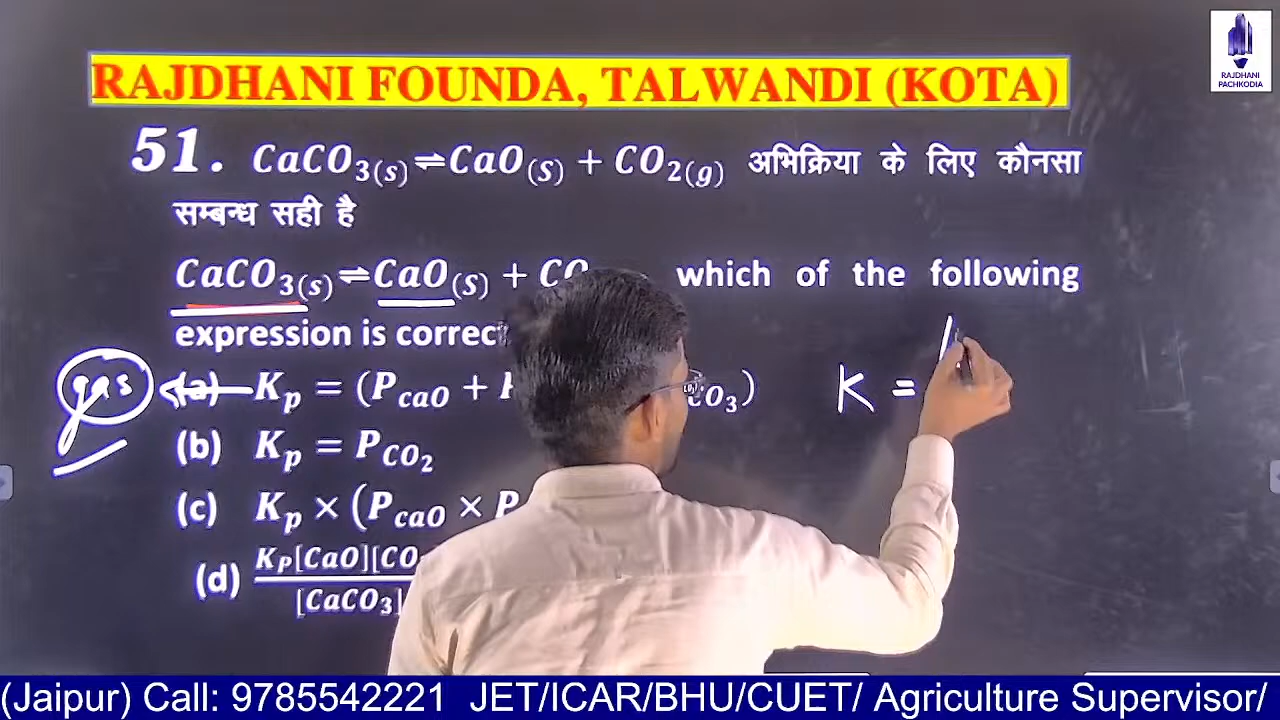 RAJDHANI FOUNDA, TALWANDI (KOTA)
RAJDHANI
PACHKODIA
51. CaCO₃(s)⇌CaO(S) + CO₂(g) अभिक्रिया के लिए कौनसा
सम्बन्ध सही है
CaCO₃(s)⇌CaO(S) + CO which of the following
expression is correct
gas
(a) Kp = (PCaO + CO₃) K =
(b) Kp = PCO₂
(c) Kp × (PCaO × P
(d) KP[CaO][CO
[CaCO₃]
(Jaipur) Call: 9785542221 JET/ICAR/BHU/CUET/ Agriculture Supervisor/